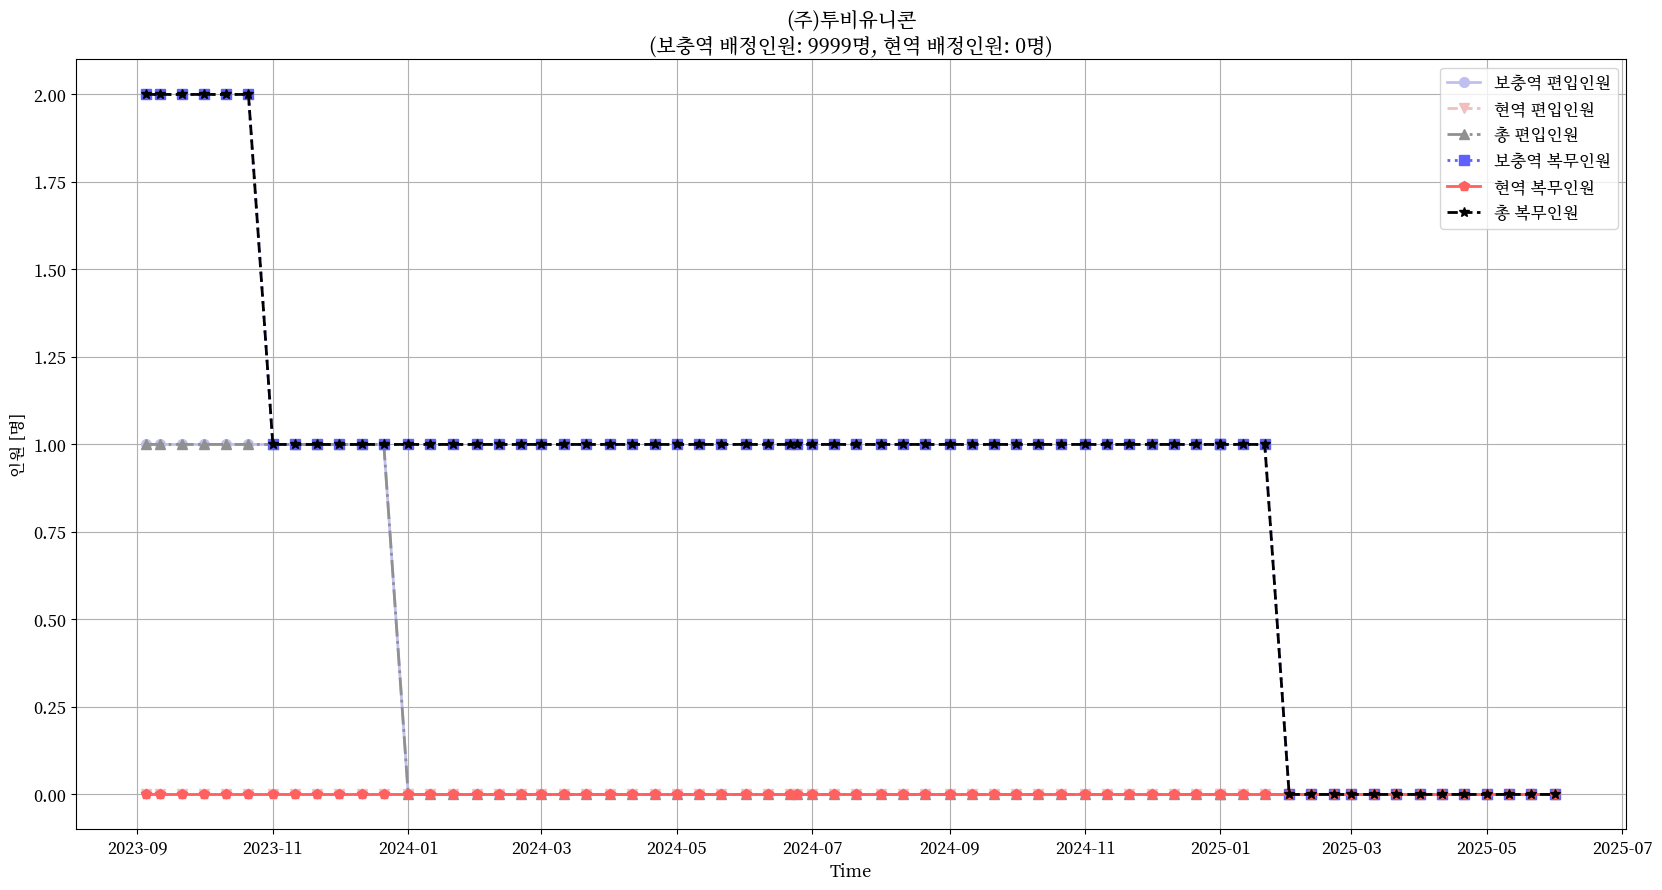 (주)투비유니콘
(보충역 배정인원: 9999명, 현역 배정인원: 0명)
보충역 편입인원
현역 편입인원
총 편입인원
보충역 복무인원
현역 복무인원
총 복무인원
2.00
1.75
1.50
1.25
1.00
0.75
0.50
0.25
0.00
인원 [명]
2023-09 2023-11 2024-01 2024-03 2024-05 2024-07 2024-09 2024-11 2025-01 2025-03 2025-05 2025-07
Time